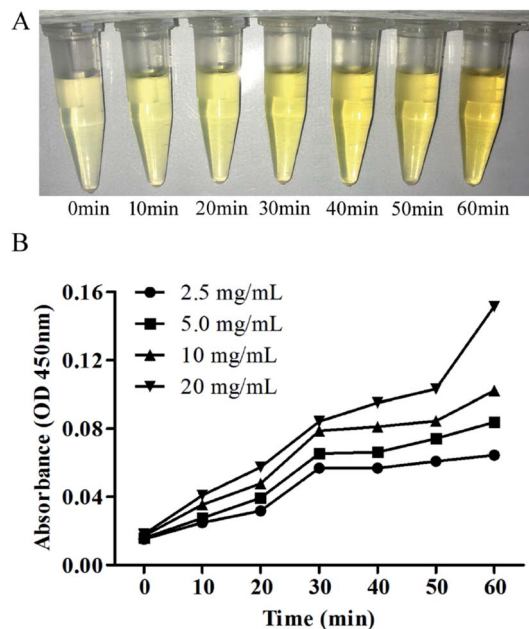 A
0min 10min 20min 30min 40min 50min 60min
B
2.5 mg/mL
5.0 mg/mL
10 mg/mL
20 mg/mL
Absorbance (OD 450nm)
0.16
0.12
0.08
0.04
0.00
0 10 20 30 40 50 60
Time (min)